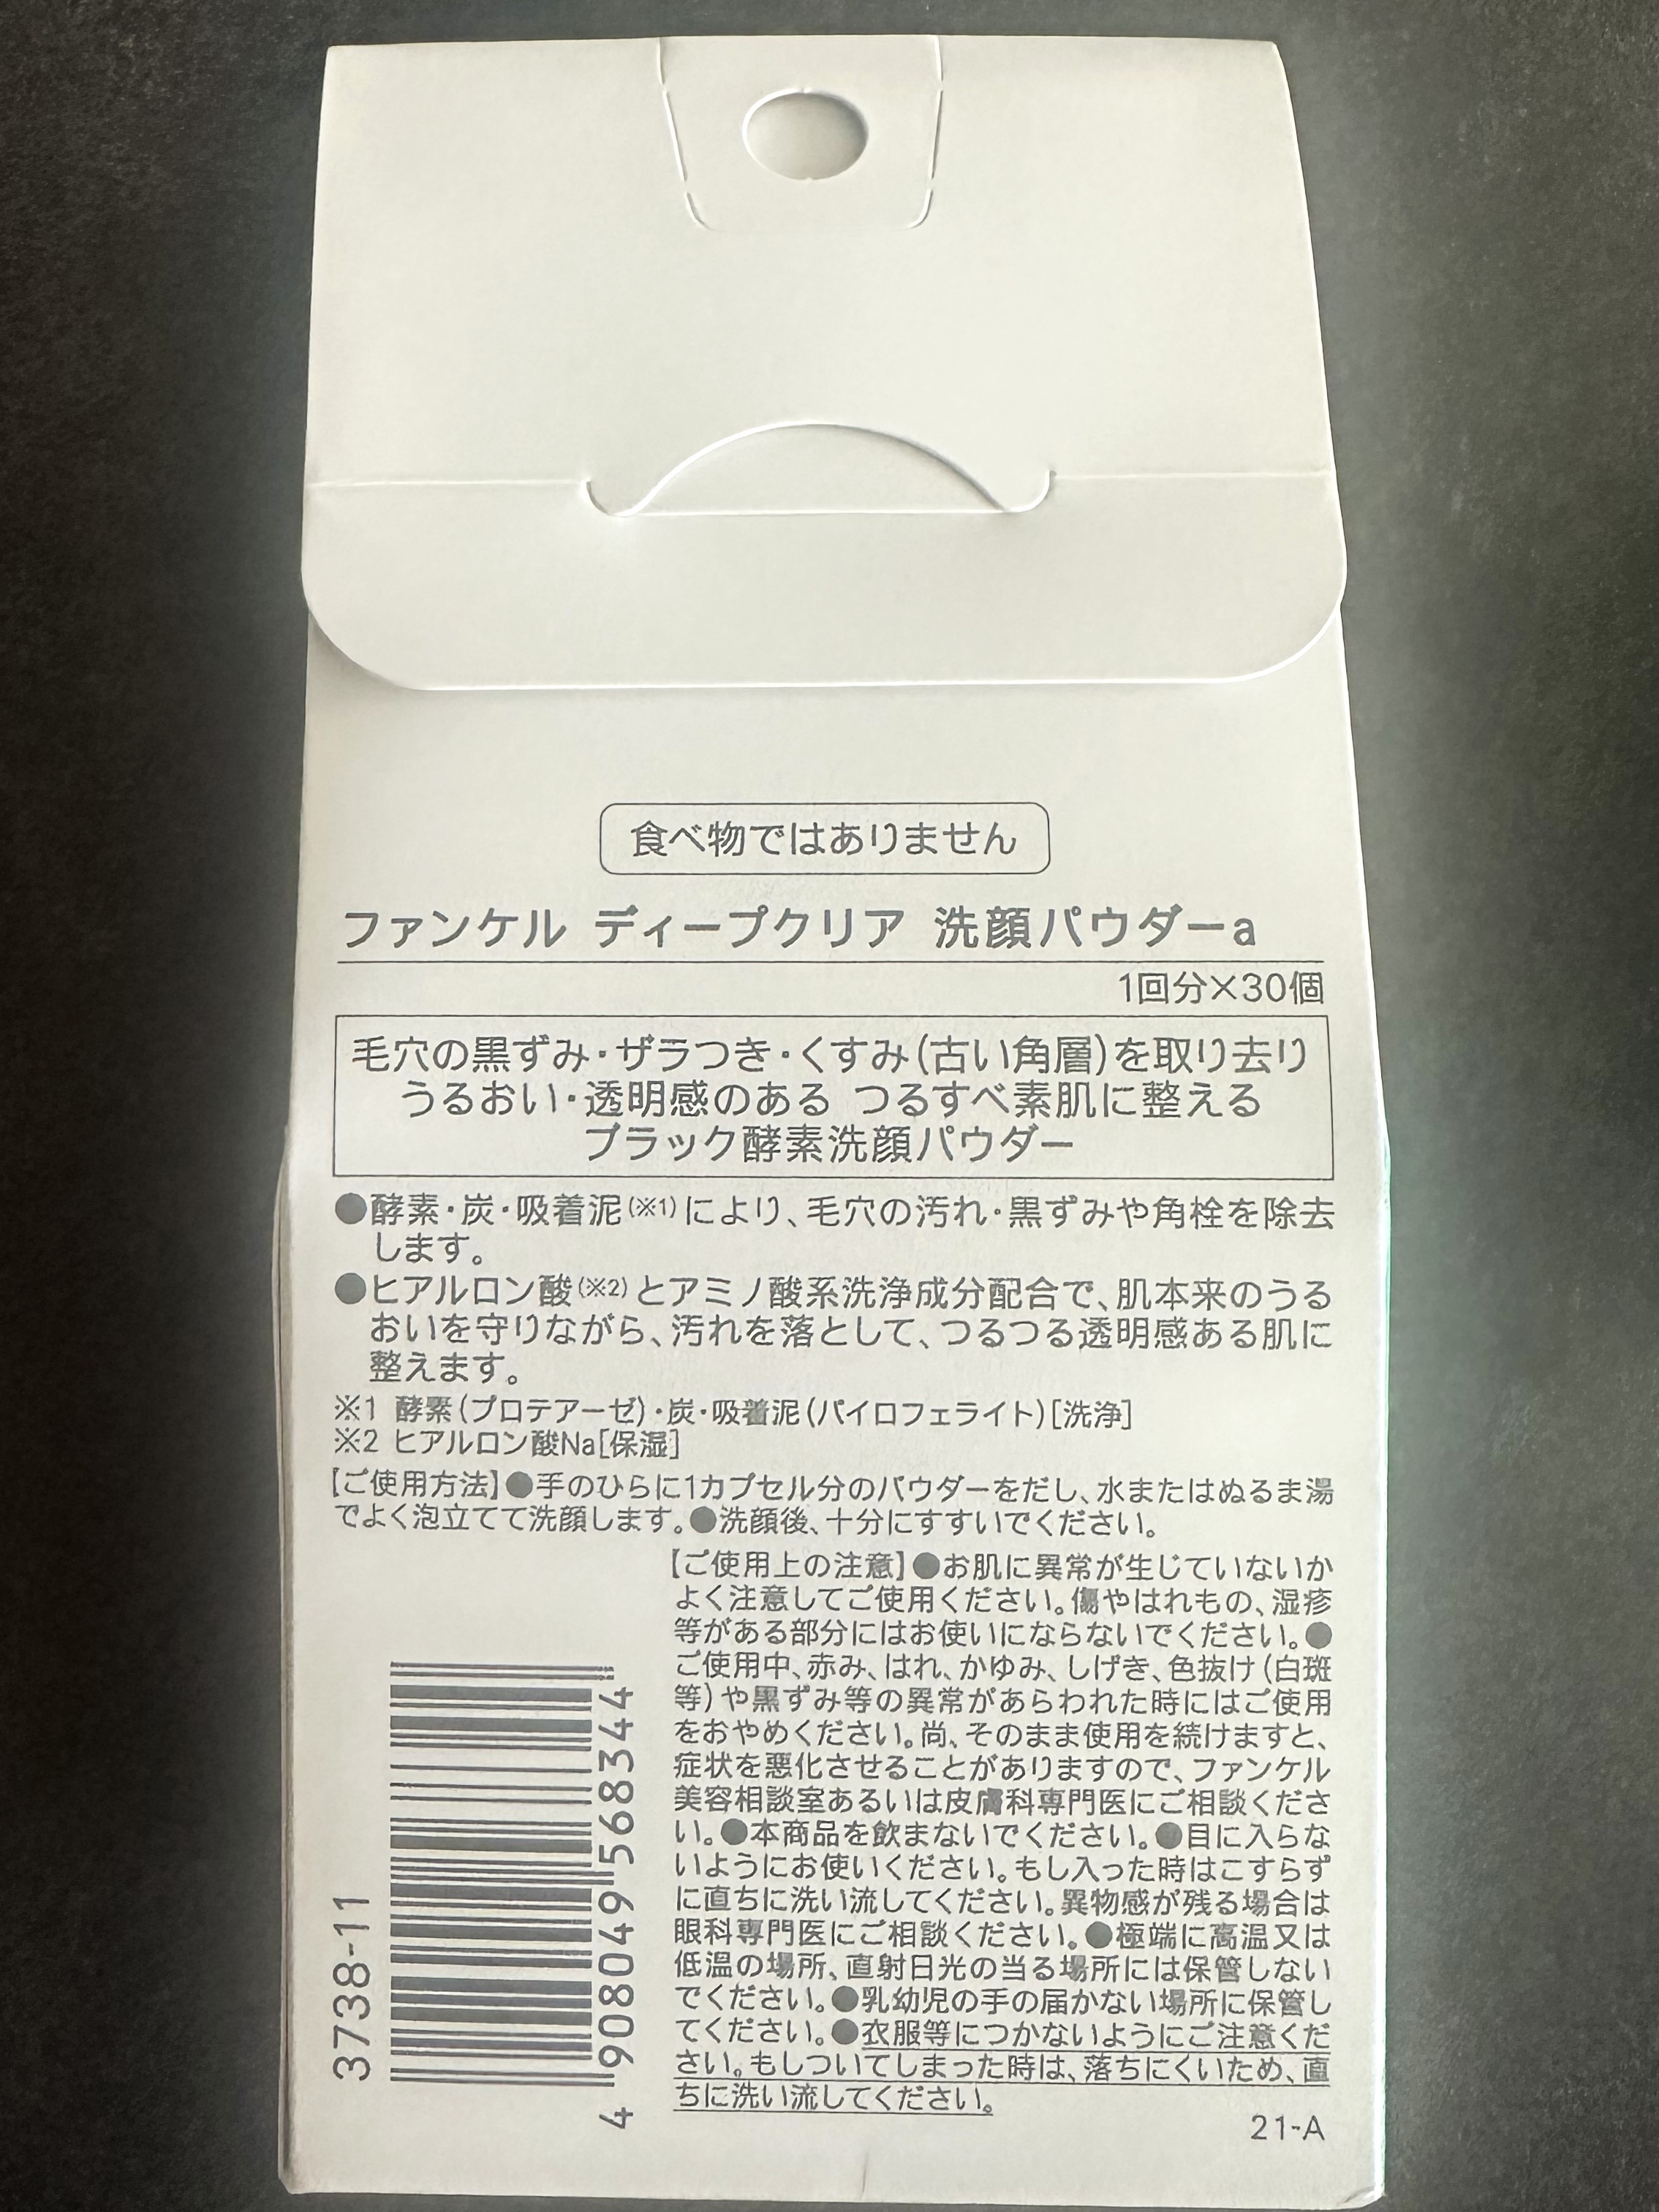 食べ物ではありません
ファンケル ディープクリア 洗顔パウダーa
1回分×30個
毛穴の黒ずみ・ザラつき・くすみ(古い角層)を取り去り
うるおい・透明感のある つるすべ素肌に整える
ブラック酵素洗顔パウダー
●酵素・炭・吸着泥(※1)により、毛穴の汚れ・黒ずみや角栓を除去
します。
●ヒアルロン酸(※2)とアミノ酸系洗浄成分配合で、肌本来のうる
おいを守りながら、汚れを落として、つるつる透明感ある肌に
整えます。
※1 酵素(プロテアーゼ)・炭・吸着泥(パイロフェライト)[洗浄]
※2 ヒアルロン酸Na[保湿]
【ご使用方法】●手のひらに1カプセル分のパウダーをだし、水またはぬるま湯
でよく泡立てて洗顔します。●洗顔後、十分にすすいでください。
【ご使用上の注意】●お肌に異常が生じていないか
よく注意してご使用ください。傷やはれもの、湿疹
等がある部分にはお使いにならないでください。●
ご使用中、赤み、はれ、かゆみ、しげき、色抜け(白斑
等)や黒ずみ等の異常があらわれた時にはご使用
をおやめください。尚、そのまま使用を続けますと、
症状を悪化させることがありますので、ファンケル
美容相談室あるいは皮膚科専門医にご相談くださ
い。●本商品を飲まないでください。●目に入らな
いようにお使いください。もし入った時はこすらず
に直ちに洗い流してください。異物感が残る場合は
眼科専門医にご相談ください。●極端に高温又は
低温の場所、直射日光の当る場所には保管しない
でください。●乳幼児の手の届かない場所に保管し
てください。●衣服等につかないようにご注意くだ
さい。もしついてしまった時は、落ちにくいため、直
ちに洗い流してください。
21-A
3738-11
4 908049 568344